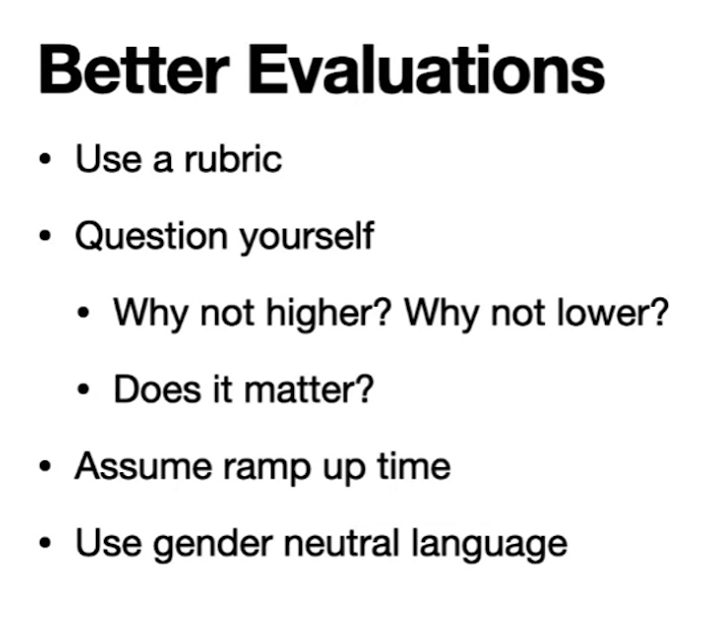 Better Evaluations
• Use a rubric
• Question yourself
• Why not higher? Why not lower?
• Does it matter?
• Assume ramp up time
• Use gender neutral language